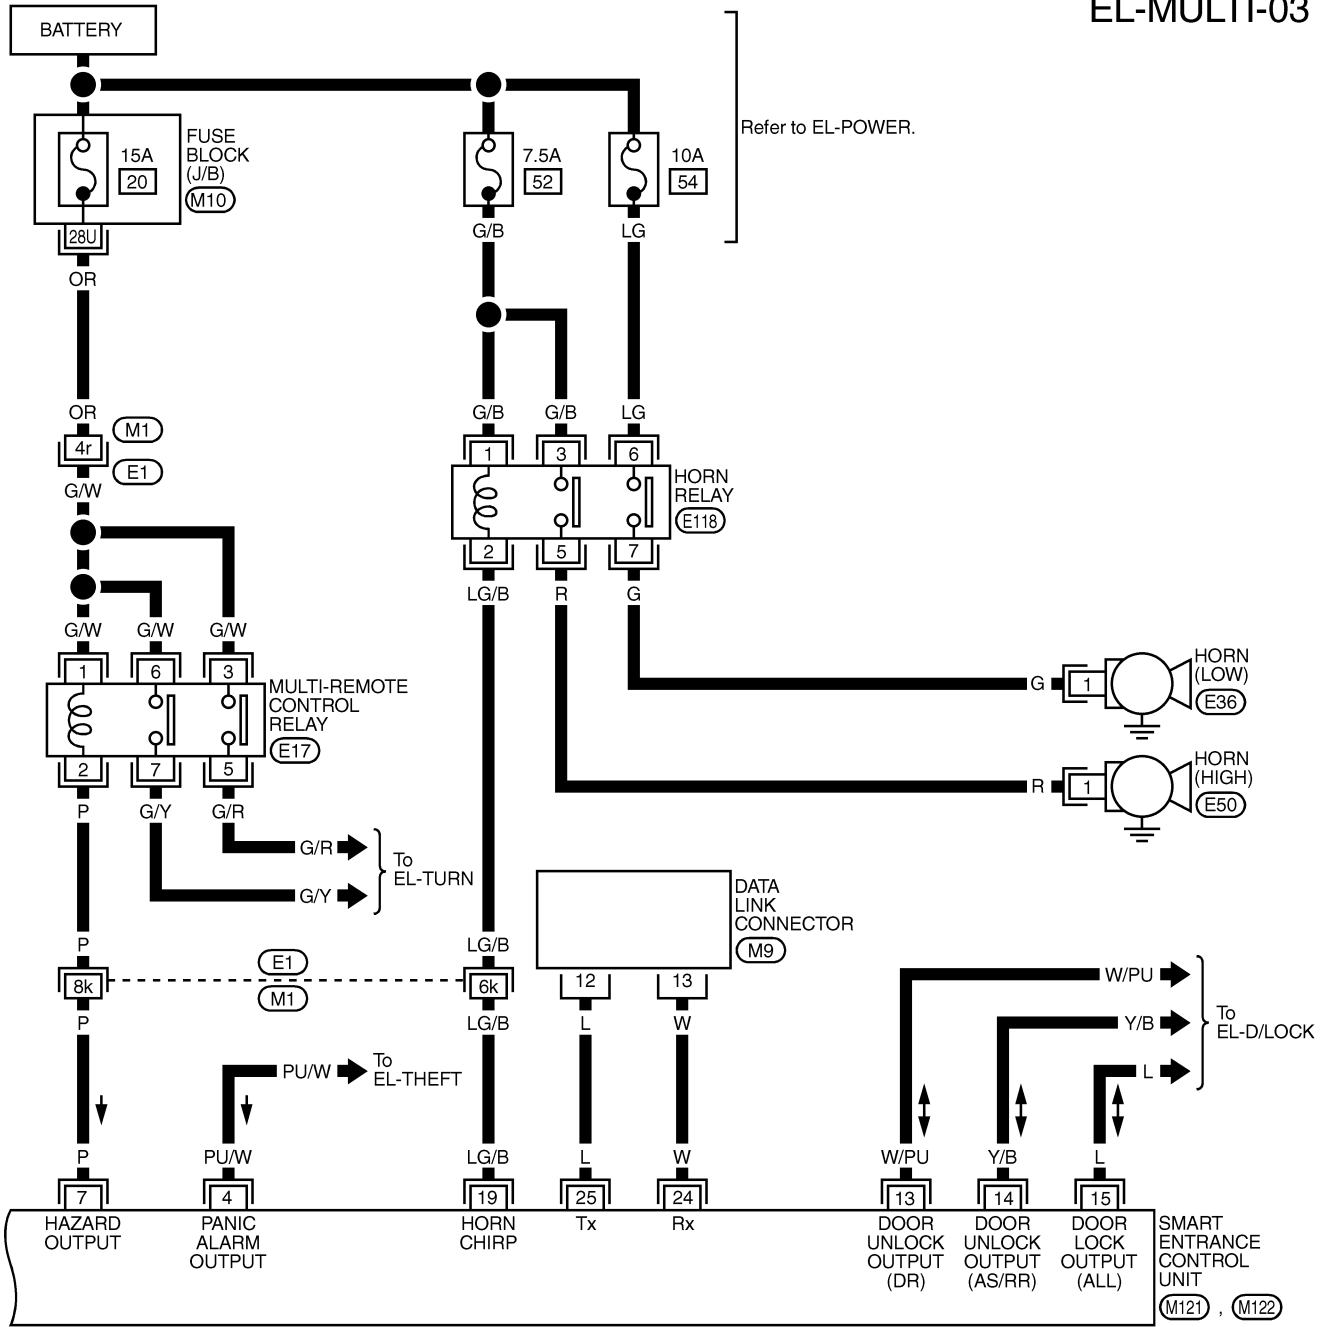 EL-MULTI-03
BATTERY
Refer to EL-POWER.
FUSE
BLOCK
(J/B)
M10
15A
20
7.5A
52
10A
54
28U
G/B
LG
OR
OR
M1
4r
E1
G/W
G/B
G/B
LG
1
3
6
HORN
RELAY
E118
2
5
7
LG/B
R
G
G/W
G/W
G/W
1
6
3
MULTI-REMOTE
CONTROL
RELAY
E17
2
7
5
P
G/Y
G/R
G
1
HORN
(LOW)
E36
R
1
HORN
(HIGH)
E50
G/R
G/Y
To
EL-TURN
DATA
LINK
CONNECTOR
M9
12
13
P
LG/B
8k
E1
M1
6k
P
LG/B
L
W
W/PU
Y/B
L
To
EL-D/LOCK
PU/W
To
EL-THEFT
P
PU/W
LG/B
L
W
W/PU
Y/B
L
7
4
19
25
24
13
14
15
HAZARD
OUTPUT
PANIC
ALARM
OUTPUT
HORN
CHIRP
Tx
Rx
DOOR
UNLOCK
OUTPUT
(DR)
DOOR
UNLOCK
OUTPUT
(AS/RR)
DOOR
LOCK
OUTPUT
(ALL)
SMART
ENTRANCE
CONTROL
UNIT
M121 , M122